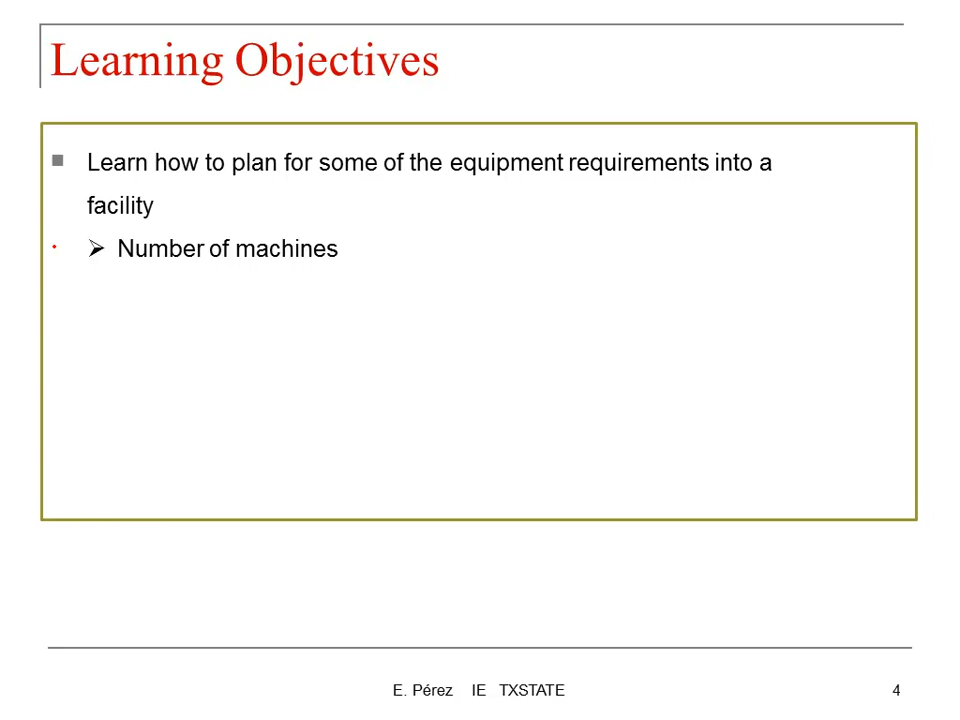 Learning Objectives
Learn how to plan for some of the equipment requirements into a
facility
Number of machines
E. Pérez IE TXSTATE
4